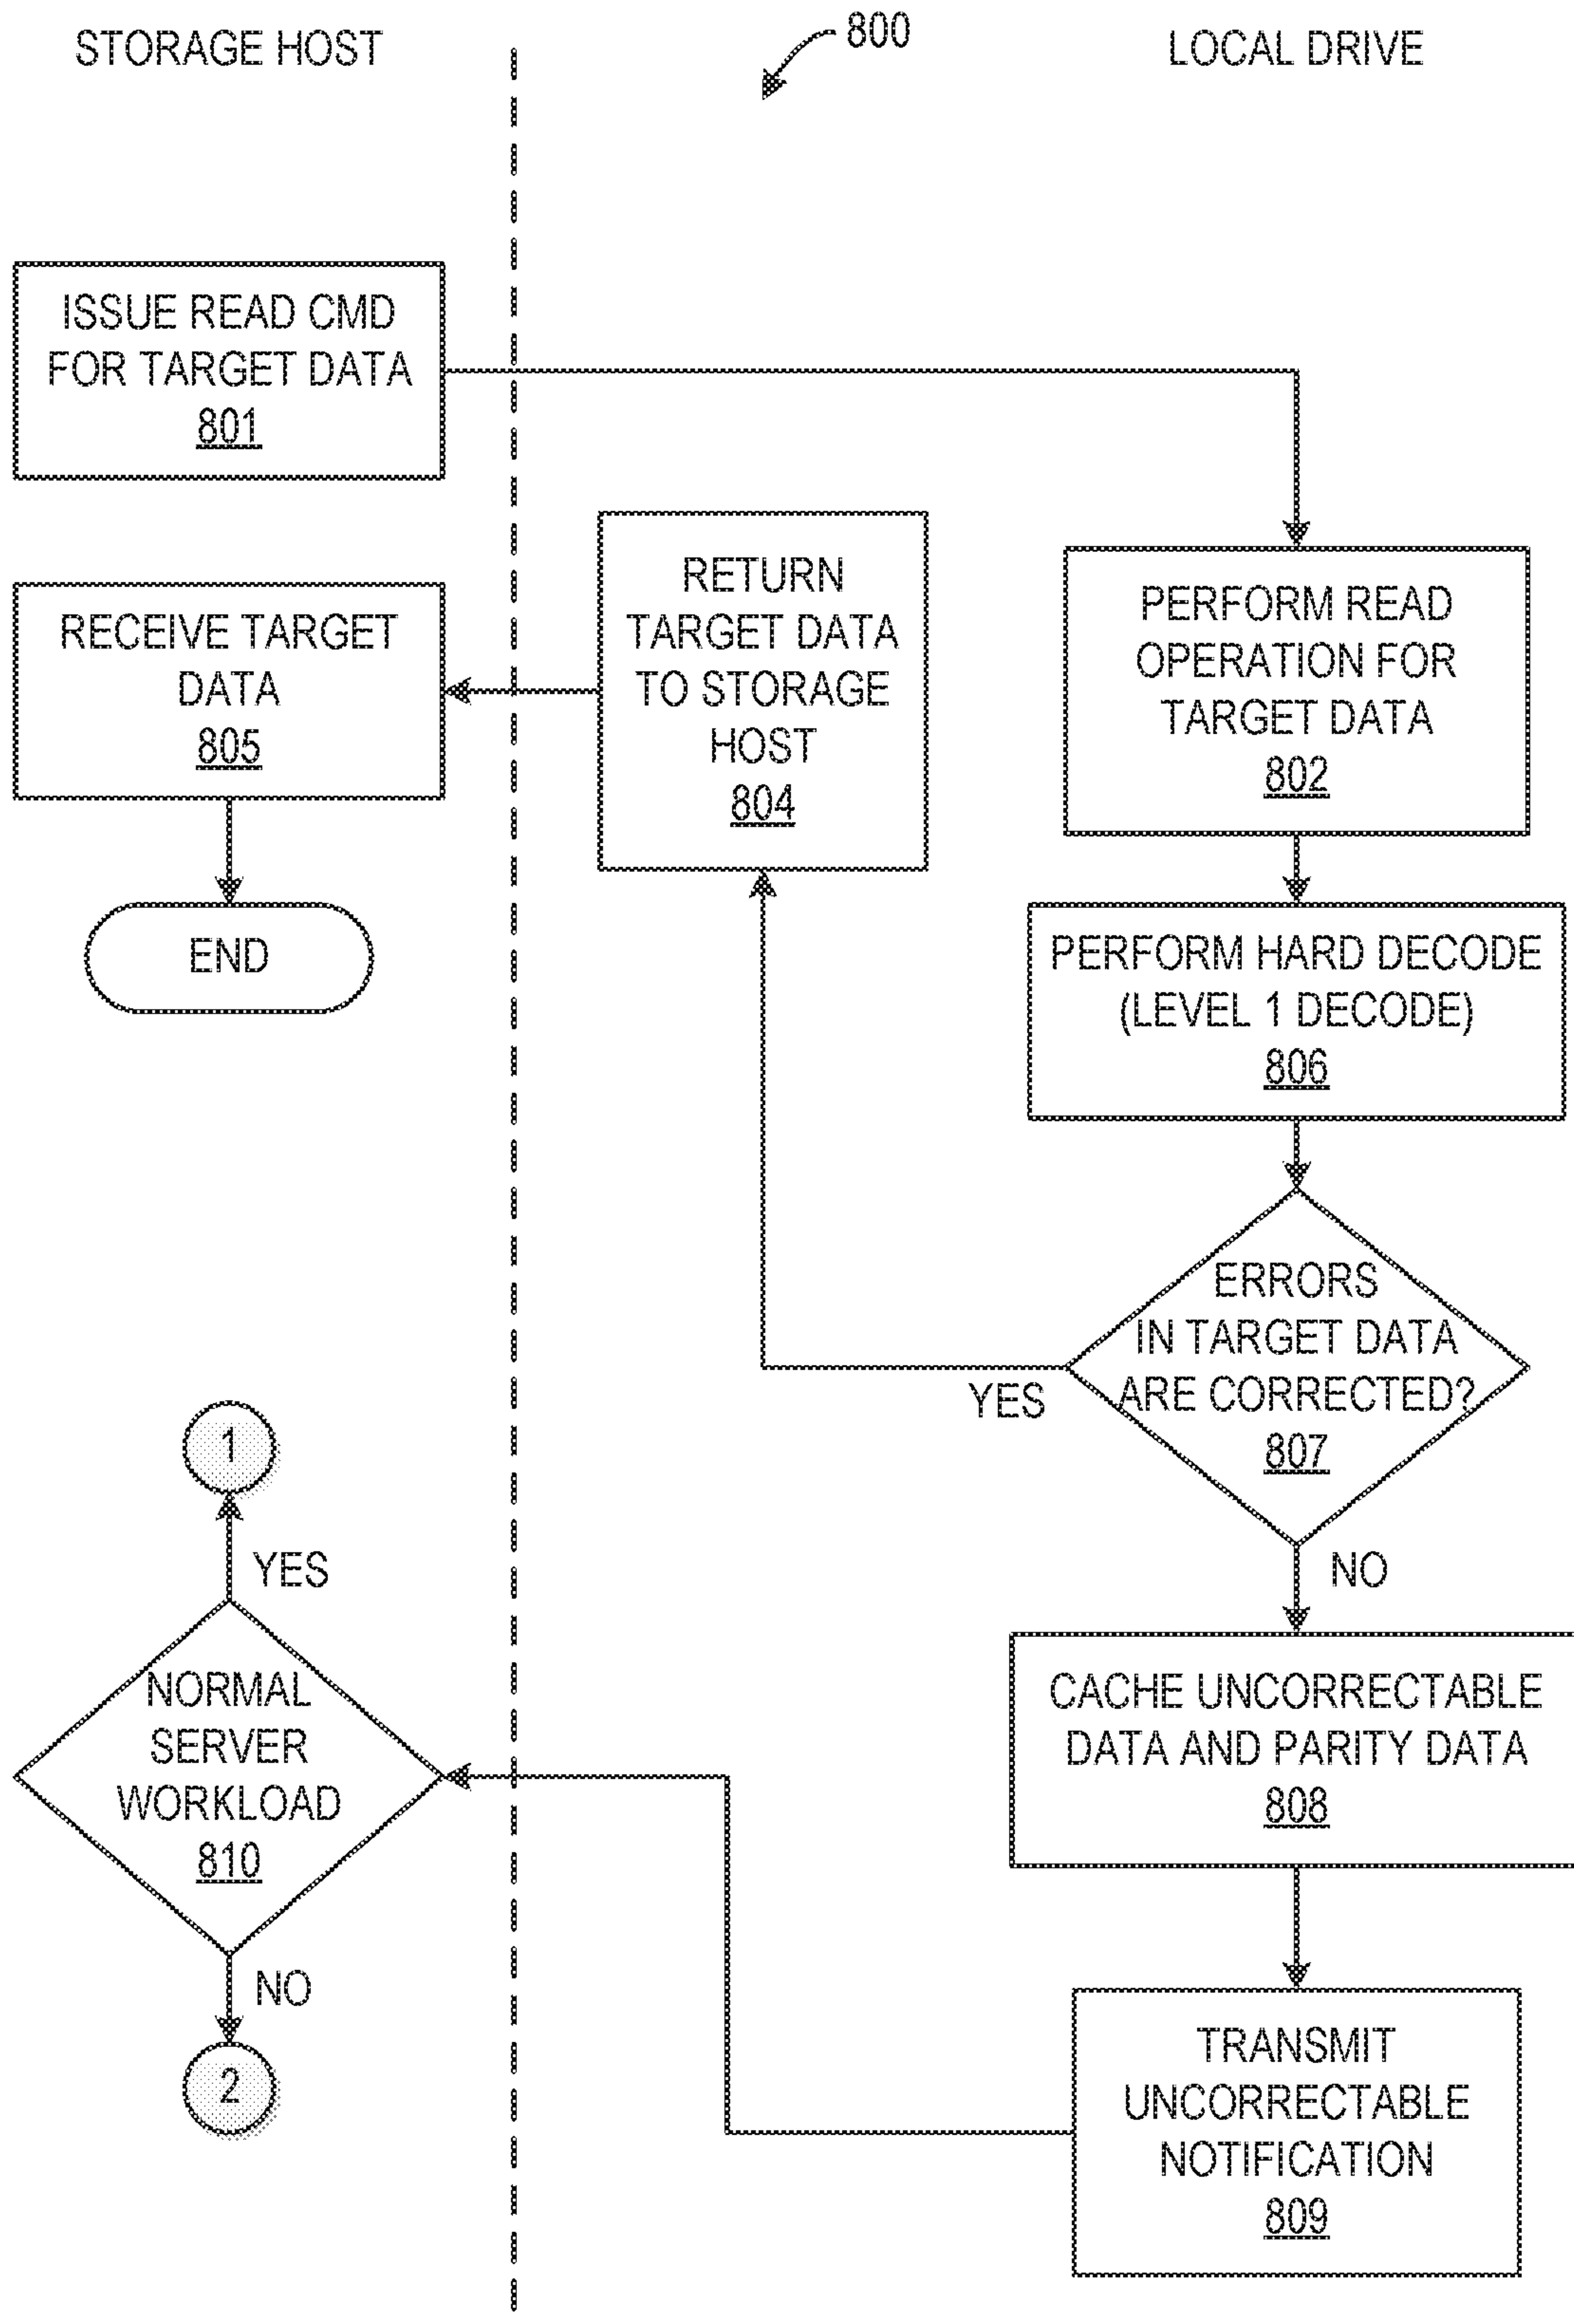 STORAGE HOST
800
LOCAL DRIVE
ISSUE READ CMD
FOR TARGET DATA
801
RETURN
TARGET DATA
TO STORAGE
HOST
804
PERFORM READ
OPERATION FOR
TARGET DATA
802
RECEIVE TARGET
DATA
805
END
PERFORM HARD DECODE
(LEVEL 1 DECODE)
806
ERRORS
IN TARGET DATA
ARE CORRECTED?
807
YES
NO
1
YES
NORMAL
SERVER
WORKLOAD
810
NO
2
CACHE UNCORRECTABLE
DATA AND PARITY DATA
808
TRANSMIT
UNCORRECTABLE
NOTIFICATION
809